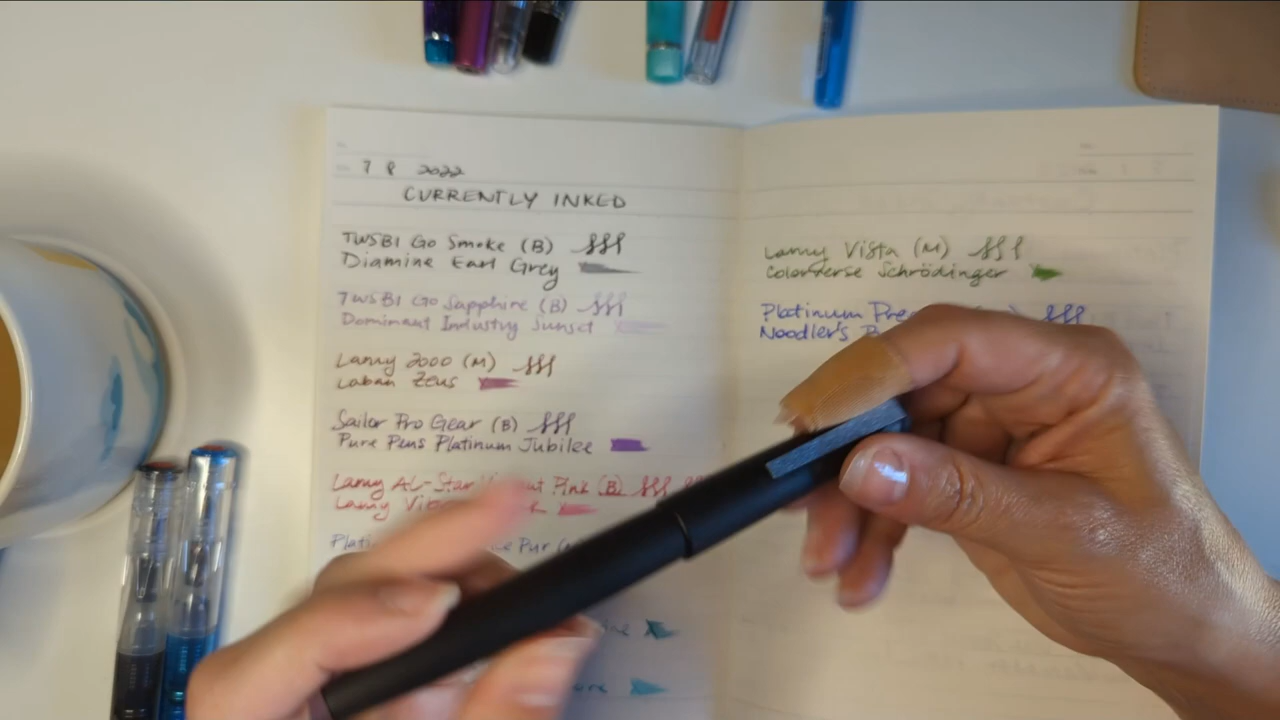 7 8 2022
CURRENTLY INKED
TWSBI Go Smoke (B)
Diamine Earl Grey
TWSBI Go Sapphire (B)
Dominant Industry Sunset
Lamy 2000 (M)
Laban Zeus
Sailor Pro Gear (B)
Pure Pens Platinum Jubilee
Lamy AL-Star Pink (B)
Lamy
Pur
Lamy Vista (M)
Colorverse Schrödinger
Platinum
Noodler's